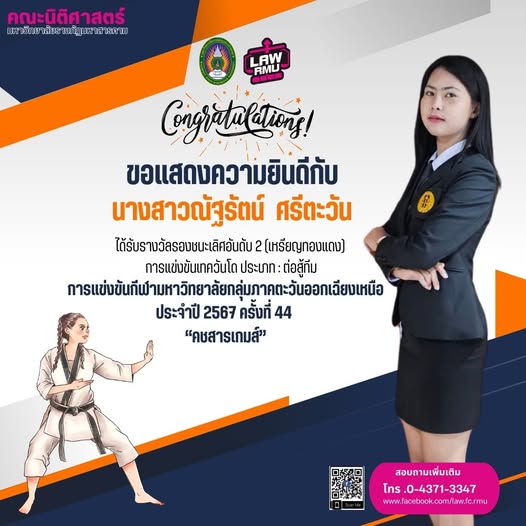 คณะนิติศาสตร์
มหาวิทยาลัยราชภัฏมหาสารคาม
LAW
RMU
Congratulations!
ขอแสดงความยินดีกับ
นางสาวณัฐรัตน์ ศรีตะวัน
ได้รับรางวัลรองชนะเลิศอันดับ 2 (เหรียญทองแดง)
การแข่งขันเทควันโด ประเภท : ต่อสู้ทีม
การแข่งขันกีฬามหาวิทยาลัยกลุ่มภาคตะวันออกเฉียงเหนือ
ประจำปี 2567 ครั้งที่ 44
“คชสารเกมส์”
Scan Me
สอบถามเพิ่มเติม
โทร .0-4371-3347
www.facebook.com/law.fc.rmu